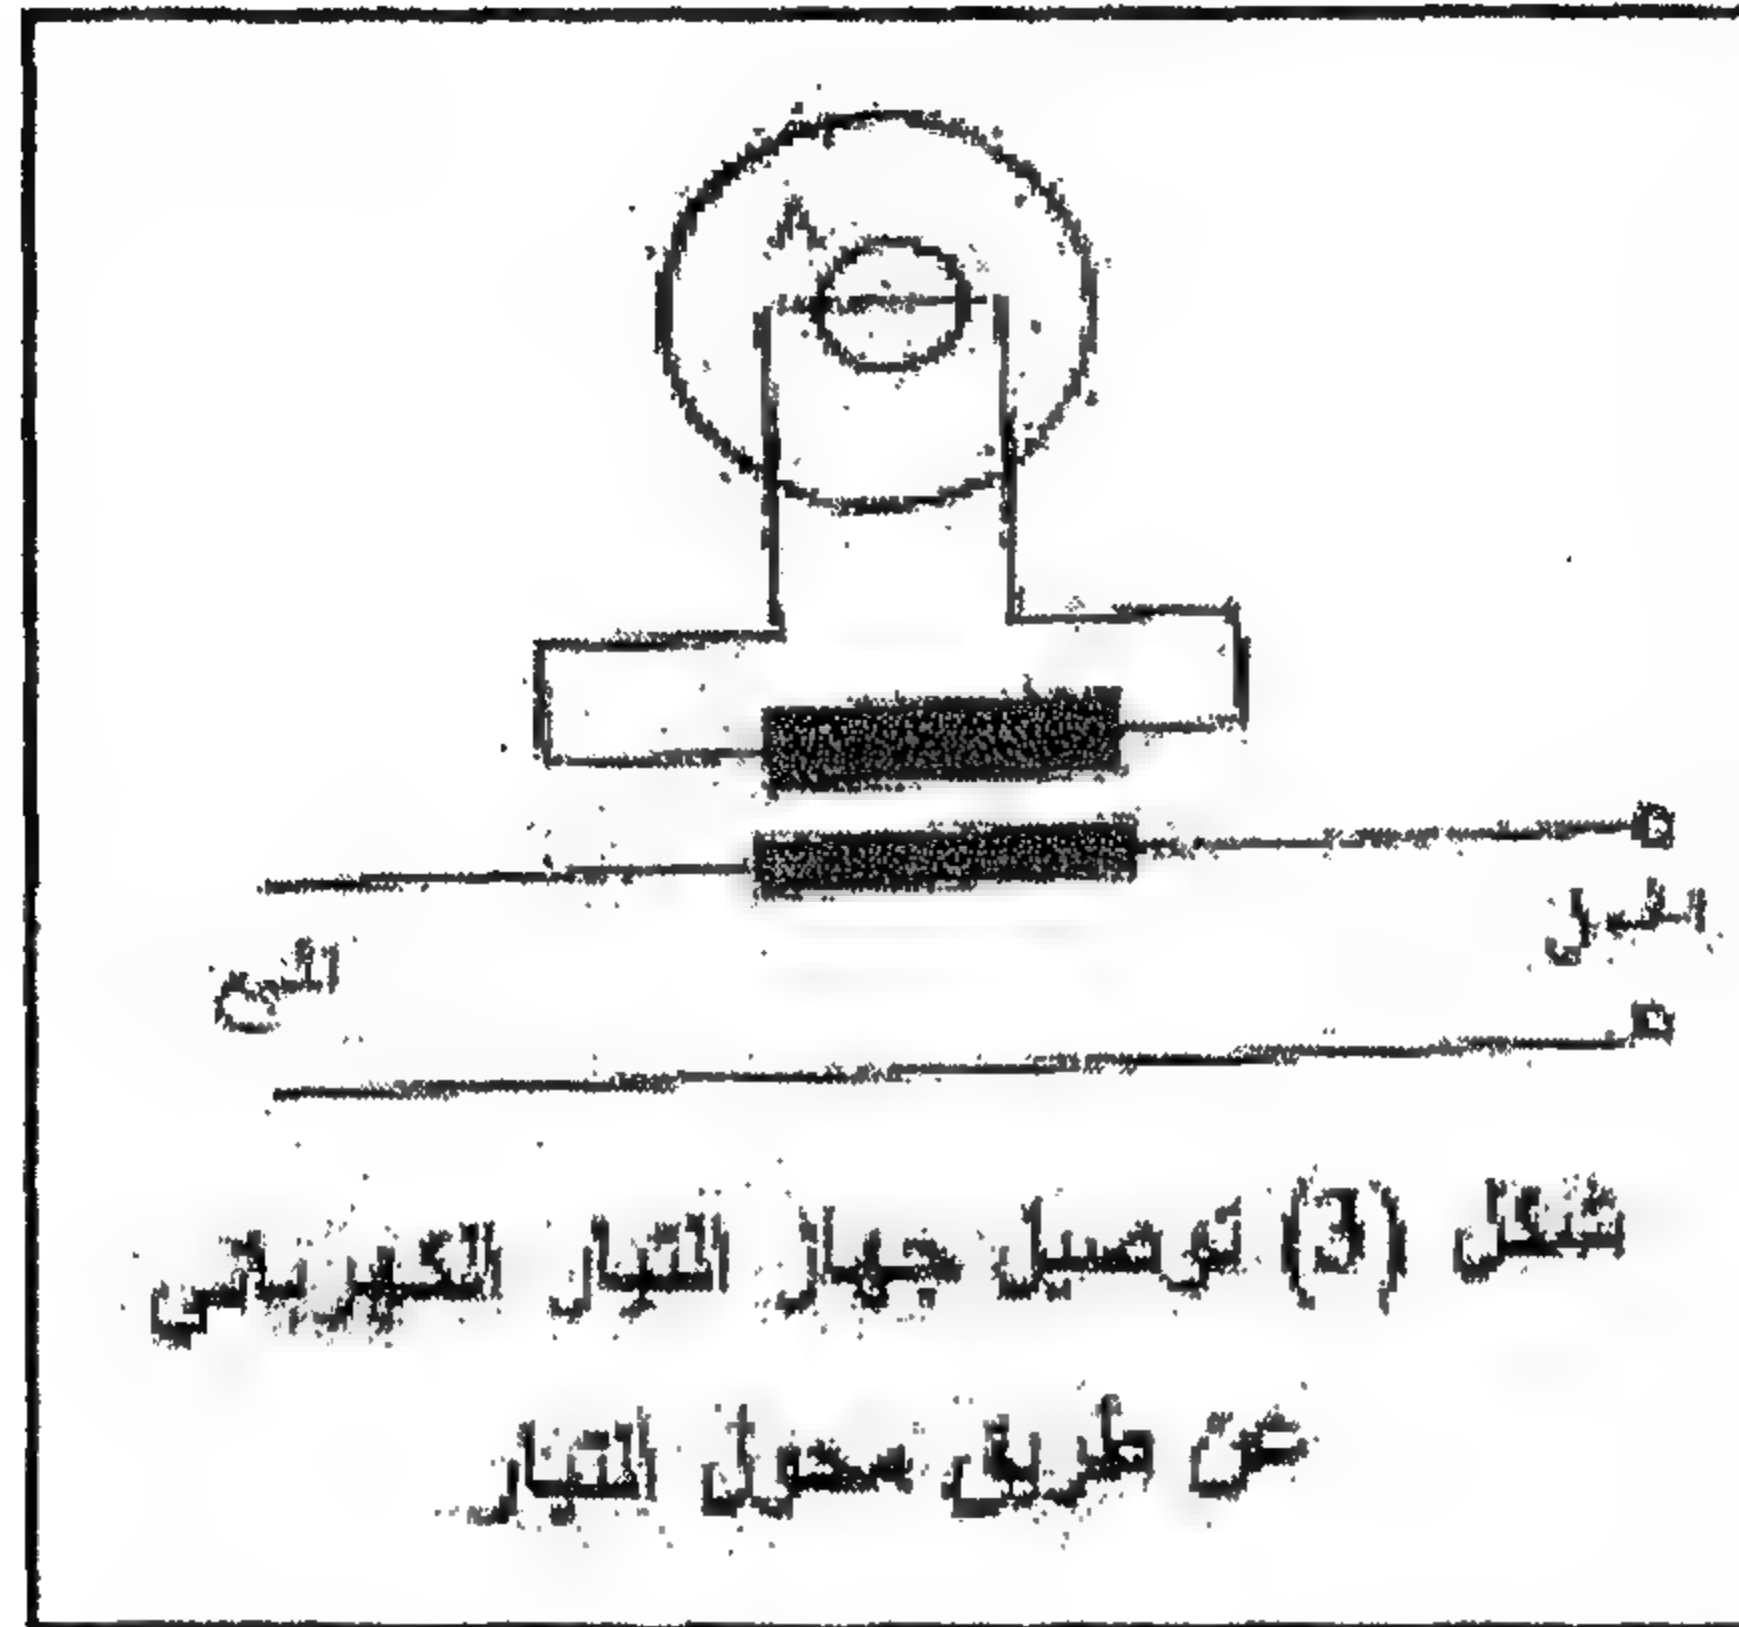 شكل (3) توصيل جهاز التيار الكهربائي
عن طريق محول التيار